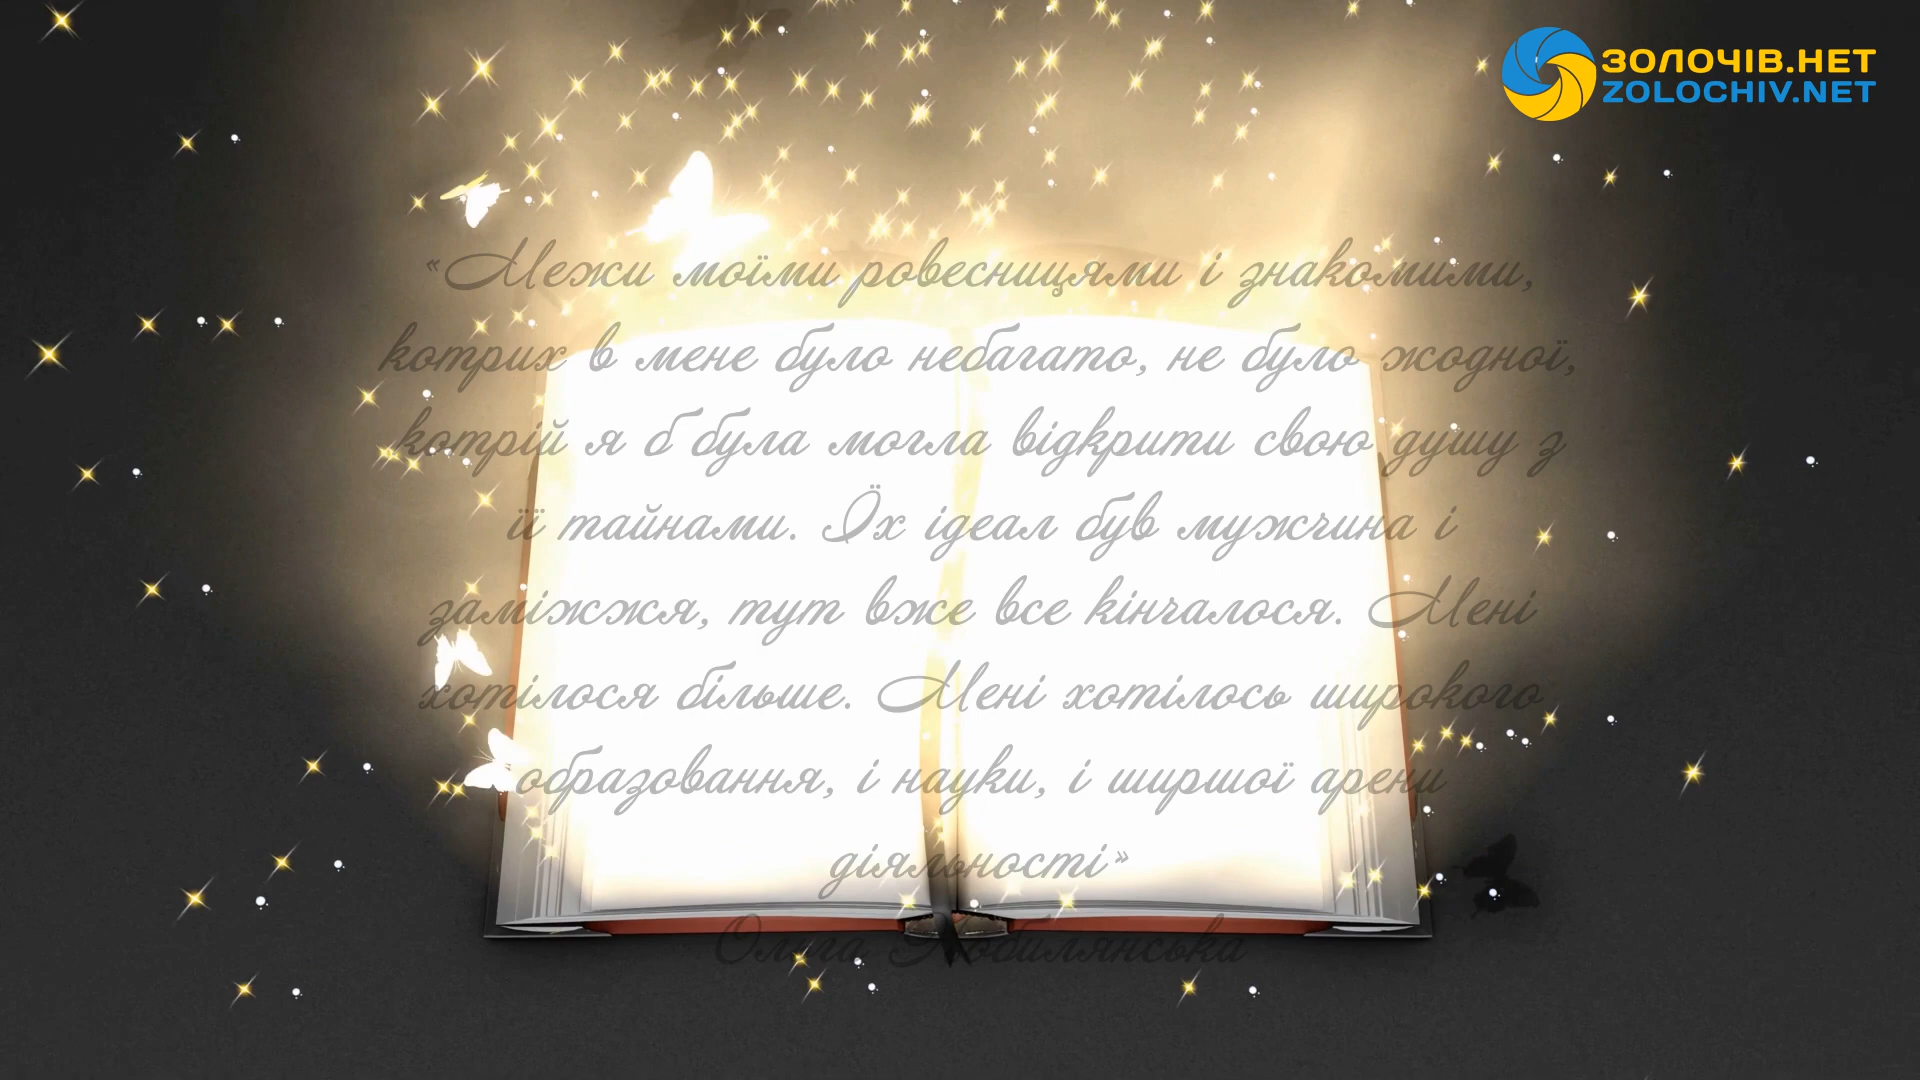 ЗОЛОЧІВ.НЕТ
ZOLOCHIV.NET
«Межи моїми ровесницями і знакомими,
котрих в мене було небагато, не було жодної,
котрій я б була могла відкрити свою душу з
її тайнами. Їх ідеал був мужчина і
заміжжя, тут вже все кінчалося. Мені
хотілося більше. Мені хотілось широкого
образовання, і науки, і ширшої арени
діяльності»
Ольга Кобилянська